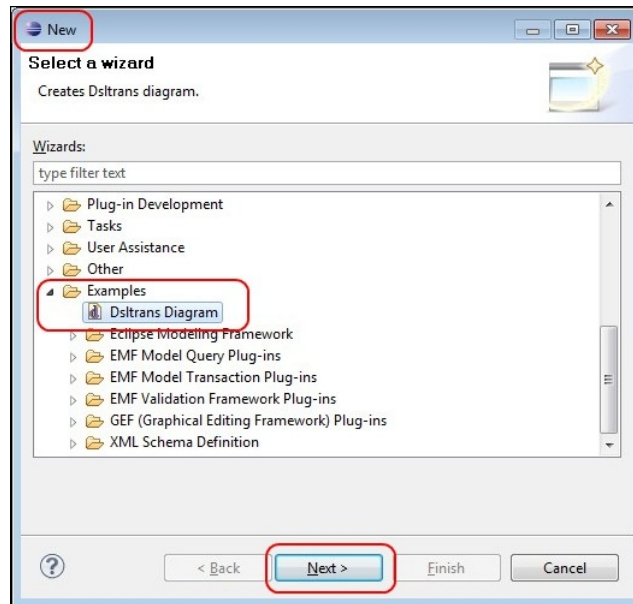 New
Select a wizard
Creates Dsltrans diagram.
Wizards:
type filter text
Plug-in Development
Tasks
User Assistance
Other
Examples
Dsltrans Diagram
Eclipse Modeling Framework
EMF Model Query Plug-ins
EMF Model Transaction Plug-ins
EMF Validation Framework Plug-ins
GEF (Graphical Editing Framework) Plug-ins
XML Schema Definition
? < Back Next > Finish Cancel